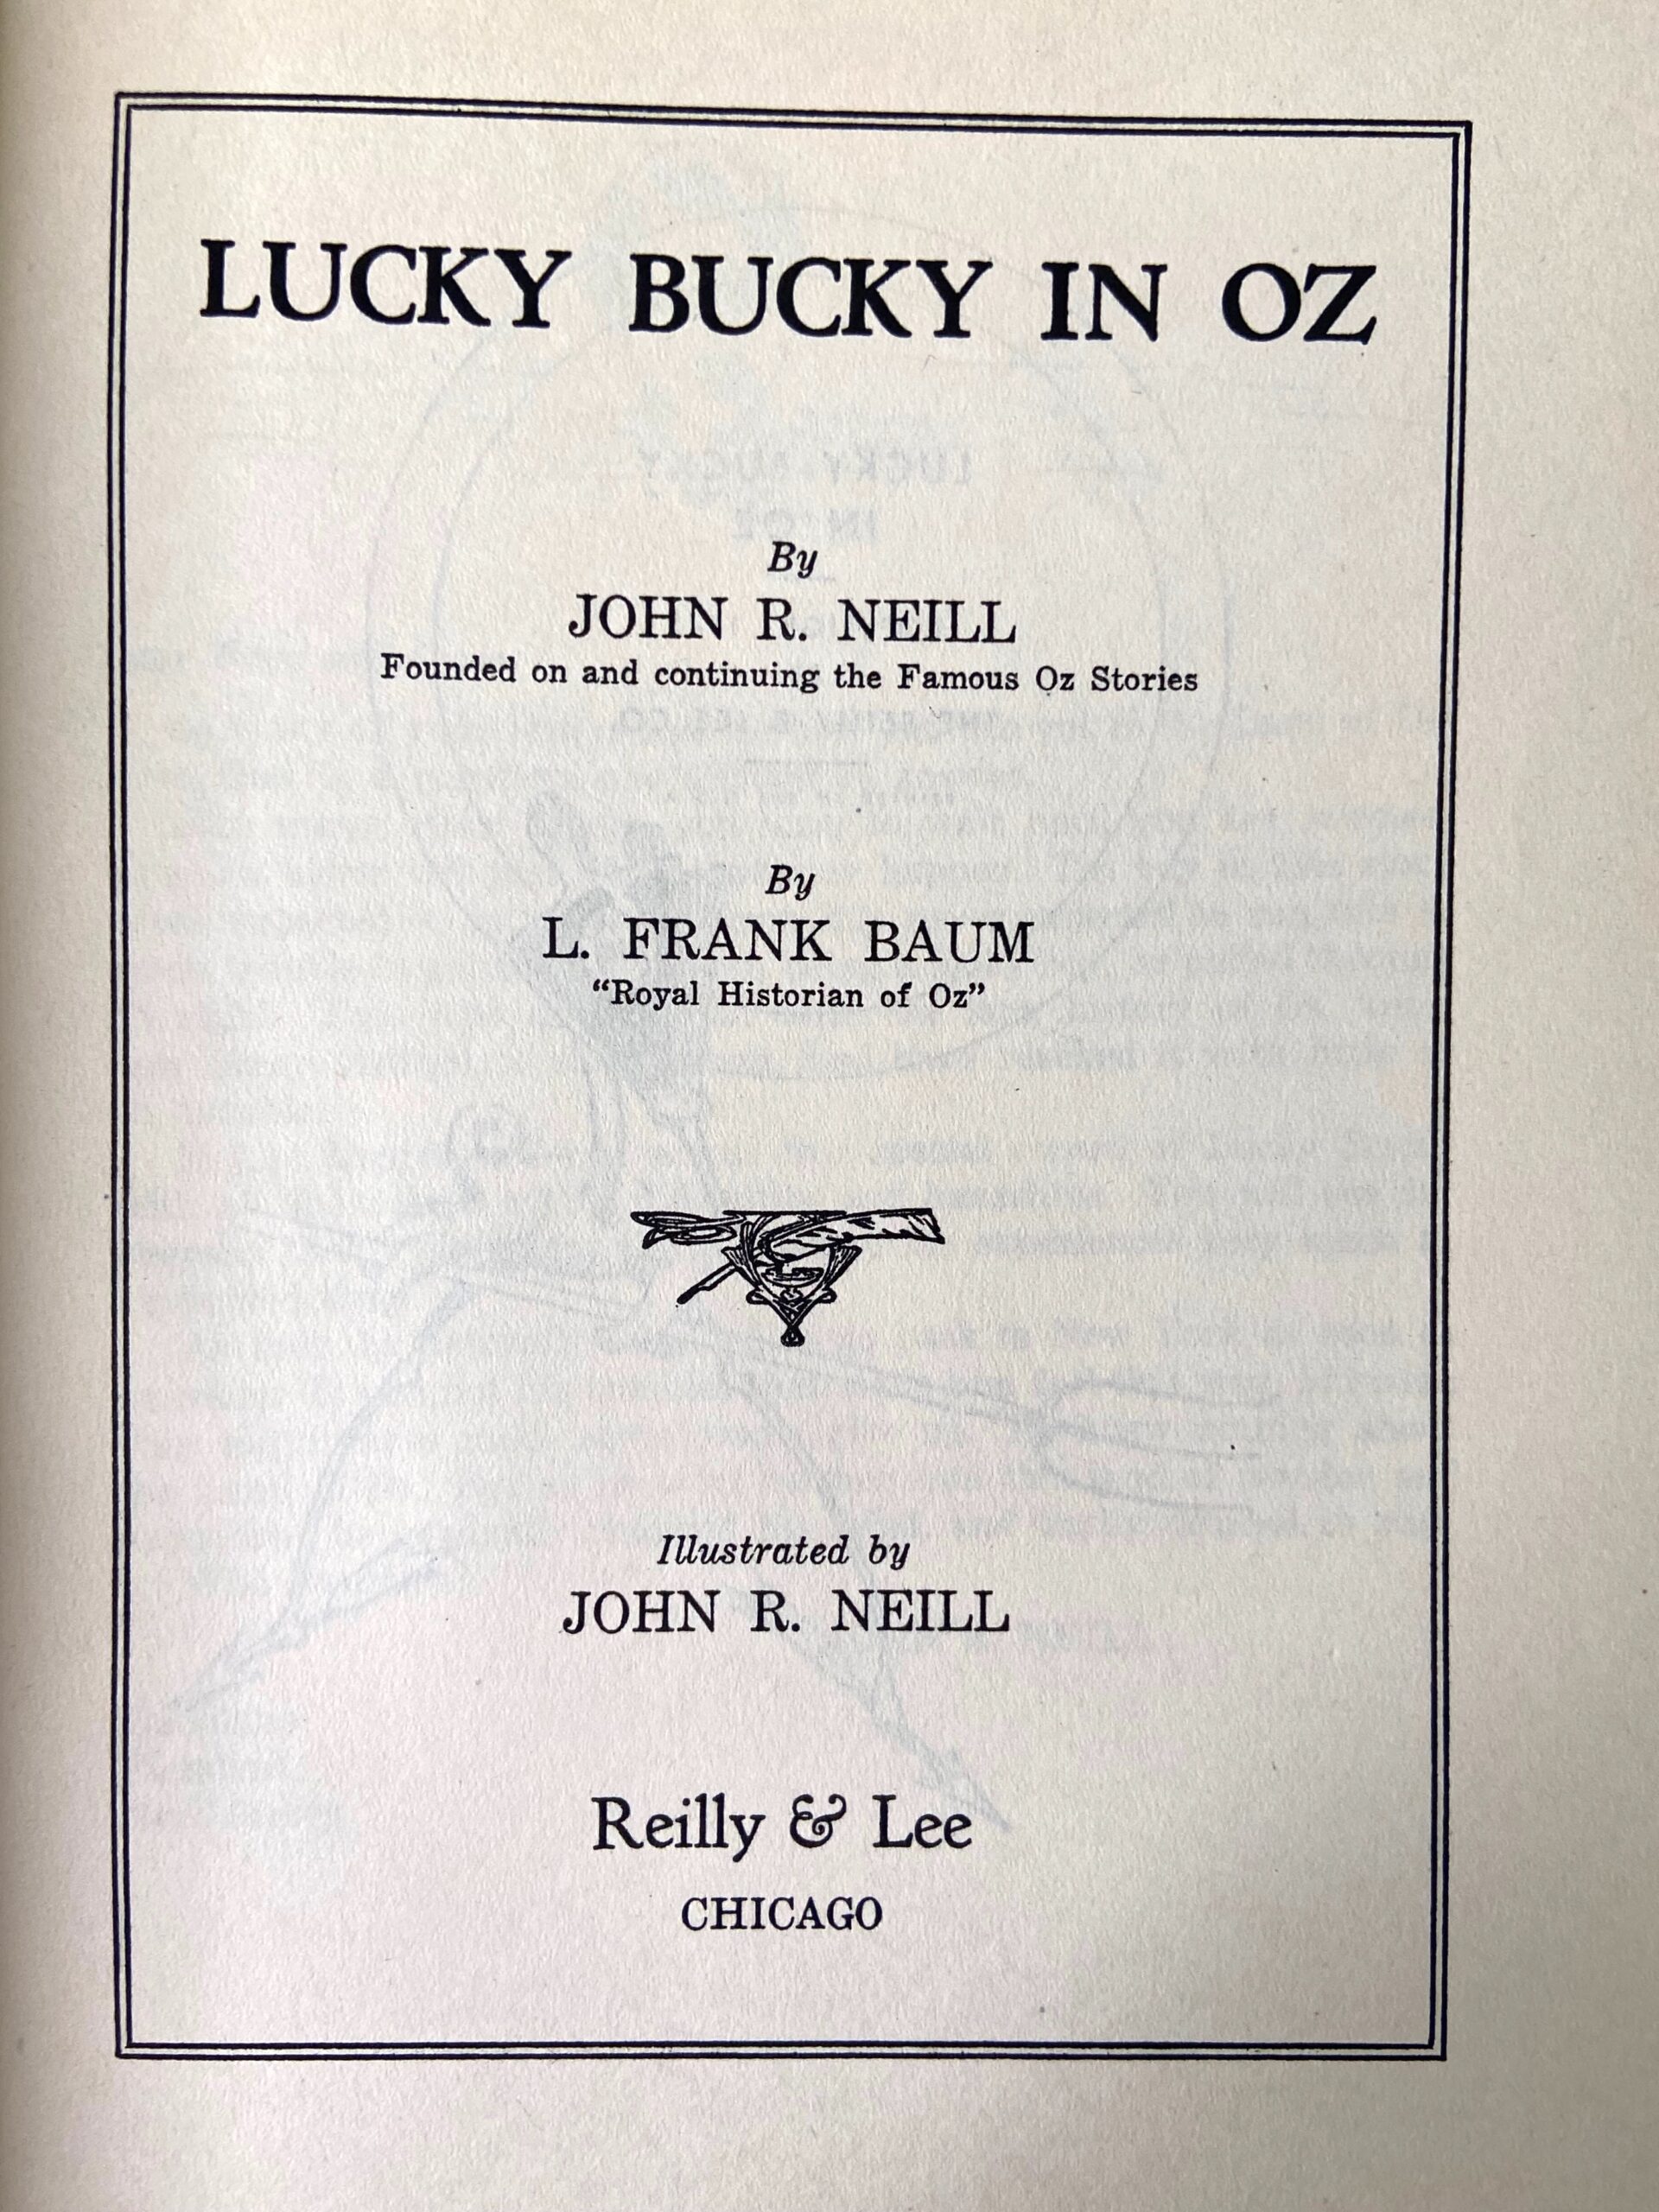 LUCKY BUCKY IN OZ
By
JOHN R. NEILL
Founded on and continuing the Famous Oz Stories
By
L. FRANK BAUM
“Royal Historian of Oz”
Illustrated by
JOHN R. NEILL
Reilly & Lee
CHICAGO